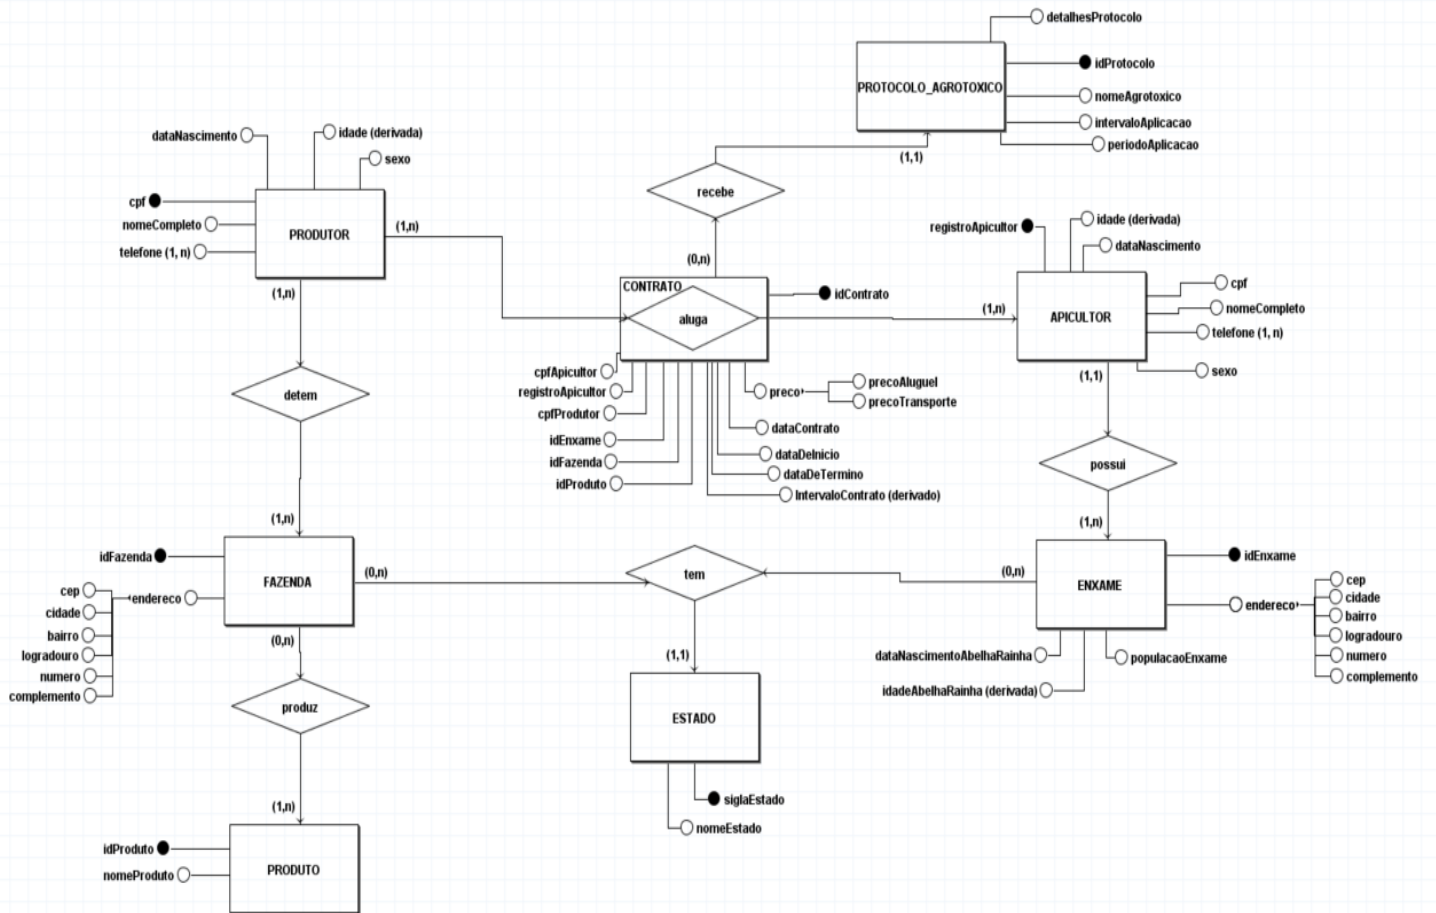 detalhesProtocolo
PROTOCOLO_AGROTOXICO
idProtocolo
nomeAgrotoxico
intervaloAplicacao
periodoAplicacao
(1,1)
recebe
(0,n)
dataNascimento
idade (derivada)
sexo
cpf
nomeCompleto
telefone (1, n)
PRODUTOR
(1,n)
(1,n)
CONTRATO
aluga
idContrato
(1,n)
cpfApicultor
registroApicultor
cpfProdutor
idEnxame
idFazenda
idProduto
preco
precoAluguel
precoTransporte
dataContrato
dataDeInicio
dataDeTermino
IntervaloContrato (derivado)
registroApicultor
idade (derivada)
dataNascimento
cpf
nomeCompleto
telefone (1, n)
sexo
APICULTOR
(1,1)
possui
(1,n)
detem
(1,n)
idFazenda
FAZENDA
endereco
cep
cidade
bairro
logradouro
numero
complemento
(0,n)
(0,n)
tem
(0,n)
ENXAME
idEnxame
endereco
cep
cidade
bairro
logradouro
numero
complemento
dataNascimentoAbelhaRainha
populacaoEnxame
idadeAbelhaRainha (derivada)
(1,1)
ESTADO
siglaEstado
nomeEstado
produz
(1,n)
idProduto
nomeProduto
PRODUTO